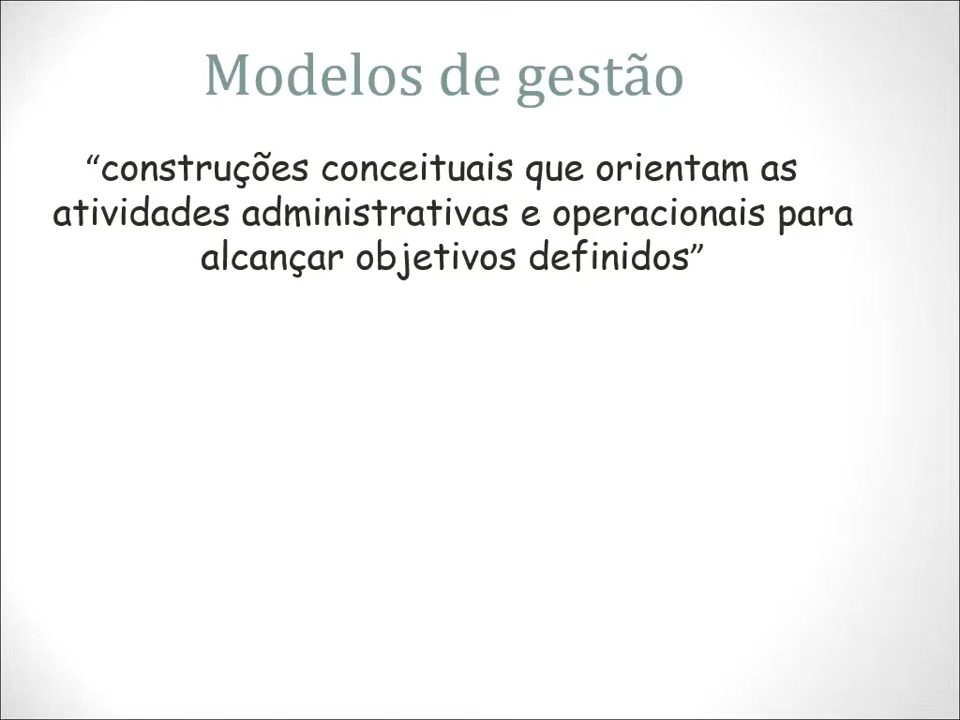 Modelos de gestão
“construções conceituais que orientam as
atividades administrativas e operacionais para
alcançar objetivos definidos”